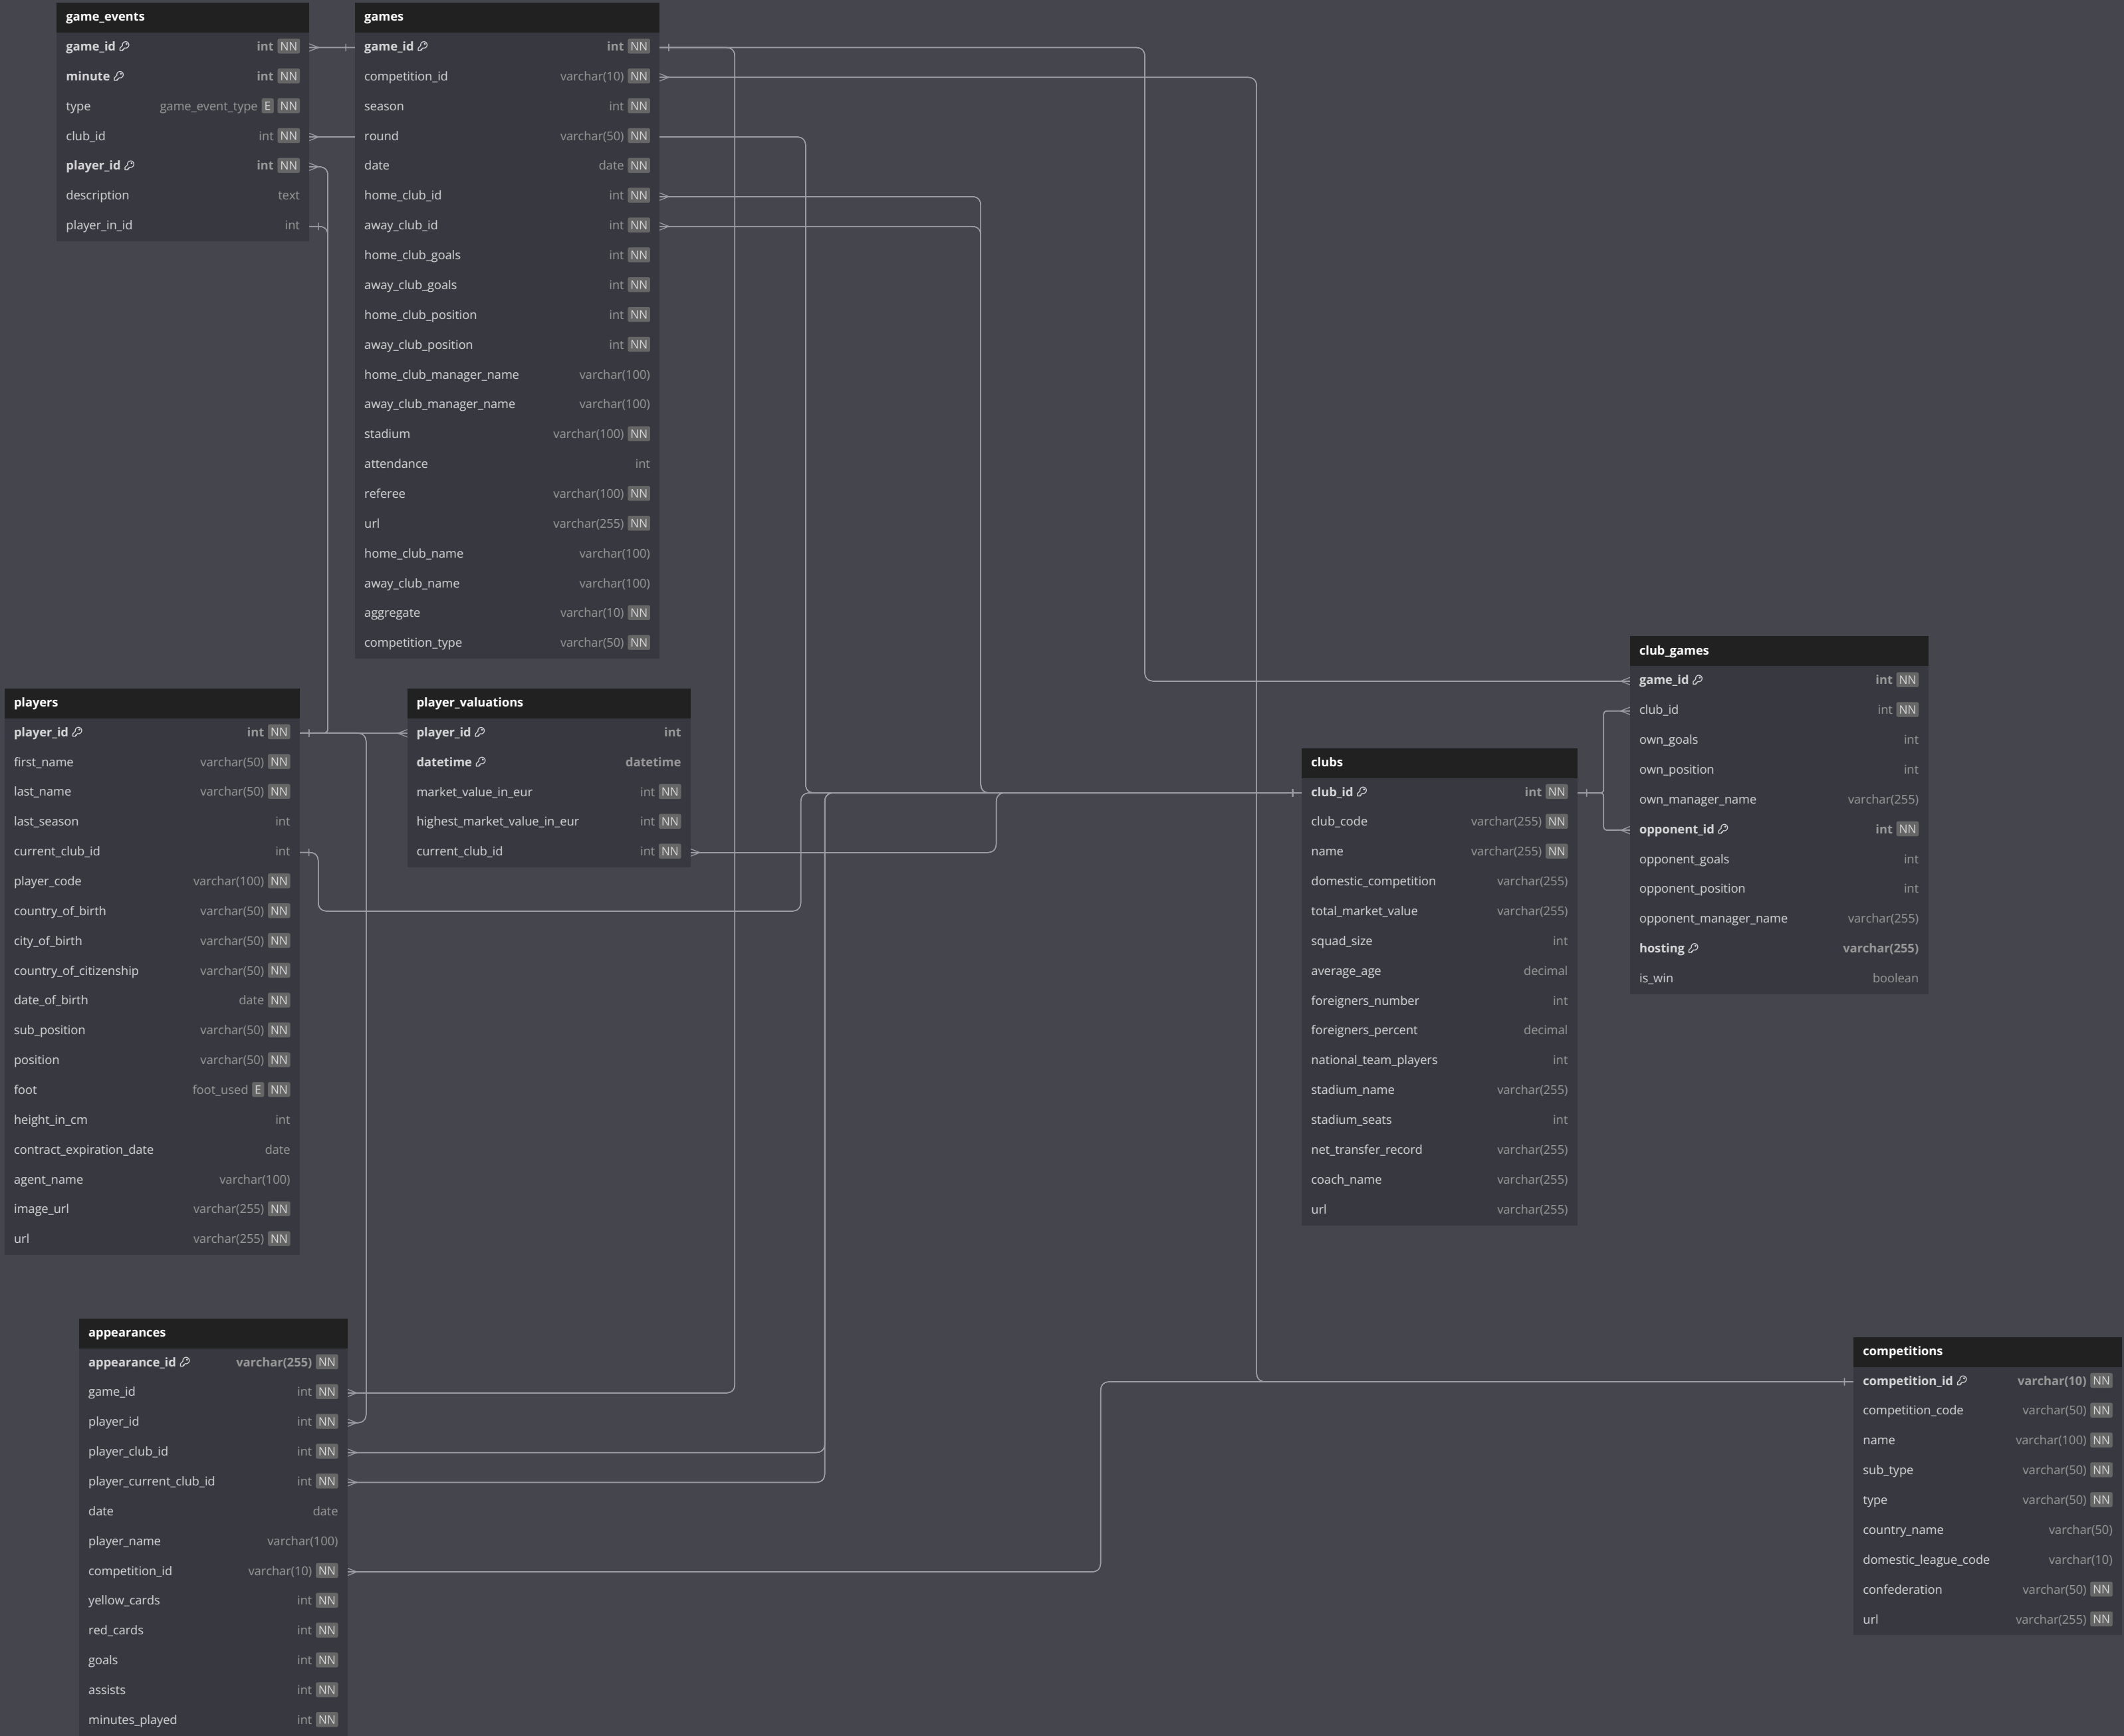 game_events
game_id int NN
minute int NN
type game_event_type E NN
club_id int NN
player_id int NN
description text
player_in_id int
games
game_id int NN
competition_id varchar(10) NN
season int NN
round varchar(50) NN
date date NN
home_club_id int NN
away_club_id int NN
home_club_goals int NN
away_club_goals int NN
home_club_position int NN
away_club_position int NN
home_club_manager_name varchar(100)
away_club_manager_name varchar(100)
stadium varchar(100) NN
attendance int
referee varchar(100) NN
url varchar(255) NN
home_club_name varchar(100)
away_club_name varchar(100)
aggregate varchar(10) NN
competition_type varchar(50) NN
players
player_id int NN
first_name varchar(50) NN
last_name varchar(50) NN
last_season int
current_club_id int
player_code varchar(100) NN
country_of_birth varchar(50) NN
city_of_birth varchar(50) NN
country_of_citizenship varchar(50) NN
date_of_birth date NN
sub_position varchar(50) NN
position varchar(50) NN
foot foot_used E NN
height_in_cm int
contract_expiration_date date
agent_name varchar(100)
image_url varchar(255) NN
url varchar(255) NN
player_valuations
player_id int
datetime datetime
market_value_in_eur int NN
highest_market_value_in_eur int NN
current_club_id int NN
clubs
club_id int NN
club_code varchar(255) NN
name varchar(255) NN
domestic_competition varchar(255)
total_market_value varchar(255)
squad_size int
average_age decimal
foreigners_number int
foreigners_percent decimal
national_team_players int
stadium_name varchar(255)
stadium_seats int
net_transfer_record varchar(255)
coach_name varchar(255)
url varchar(255)
club_games
game_id int NN
club_id int NN
own_goals int
own_position int
own_manager_name varchar(255)
opponent_id int NN
opponent_goals int
opponent_position int
opponent_manager_name varchar(255)
hosting varchar(255)
is_win boolean
appearances
appearance_id varchar(255) NN
game_id int NN
player_id int NN
player_club_id int NN
player_current_club_id int NN
date date
player_name varchar(100)
competition_id varchar(10) NN
yellow_cards int NN
red_cards int NN
goals int NN
assists int NN
minutes_played int NN
competitions
competition_id varchar(10) NN
competition_code varchar(50) NN
name varchar(100) NN
sub_type varchar(50) NN
type varchar(50) NN
country_name varchar(50)
domestic_league_code varchar(10)
confederation varchar(50) NN
url varchar(255) NN